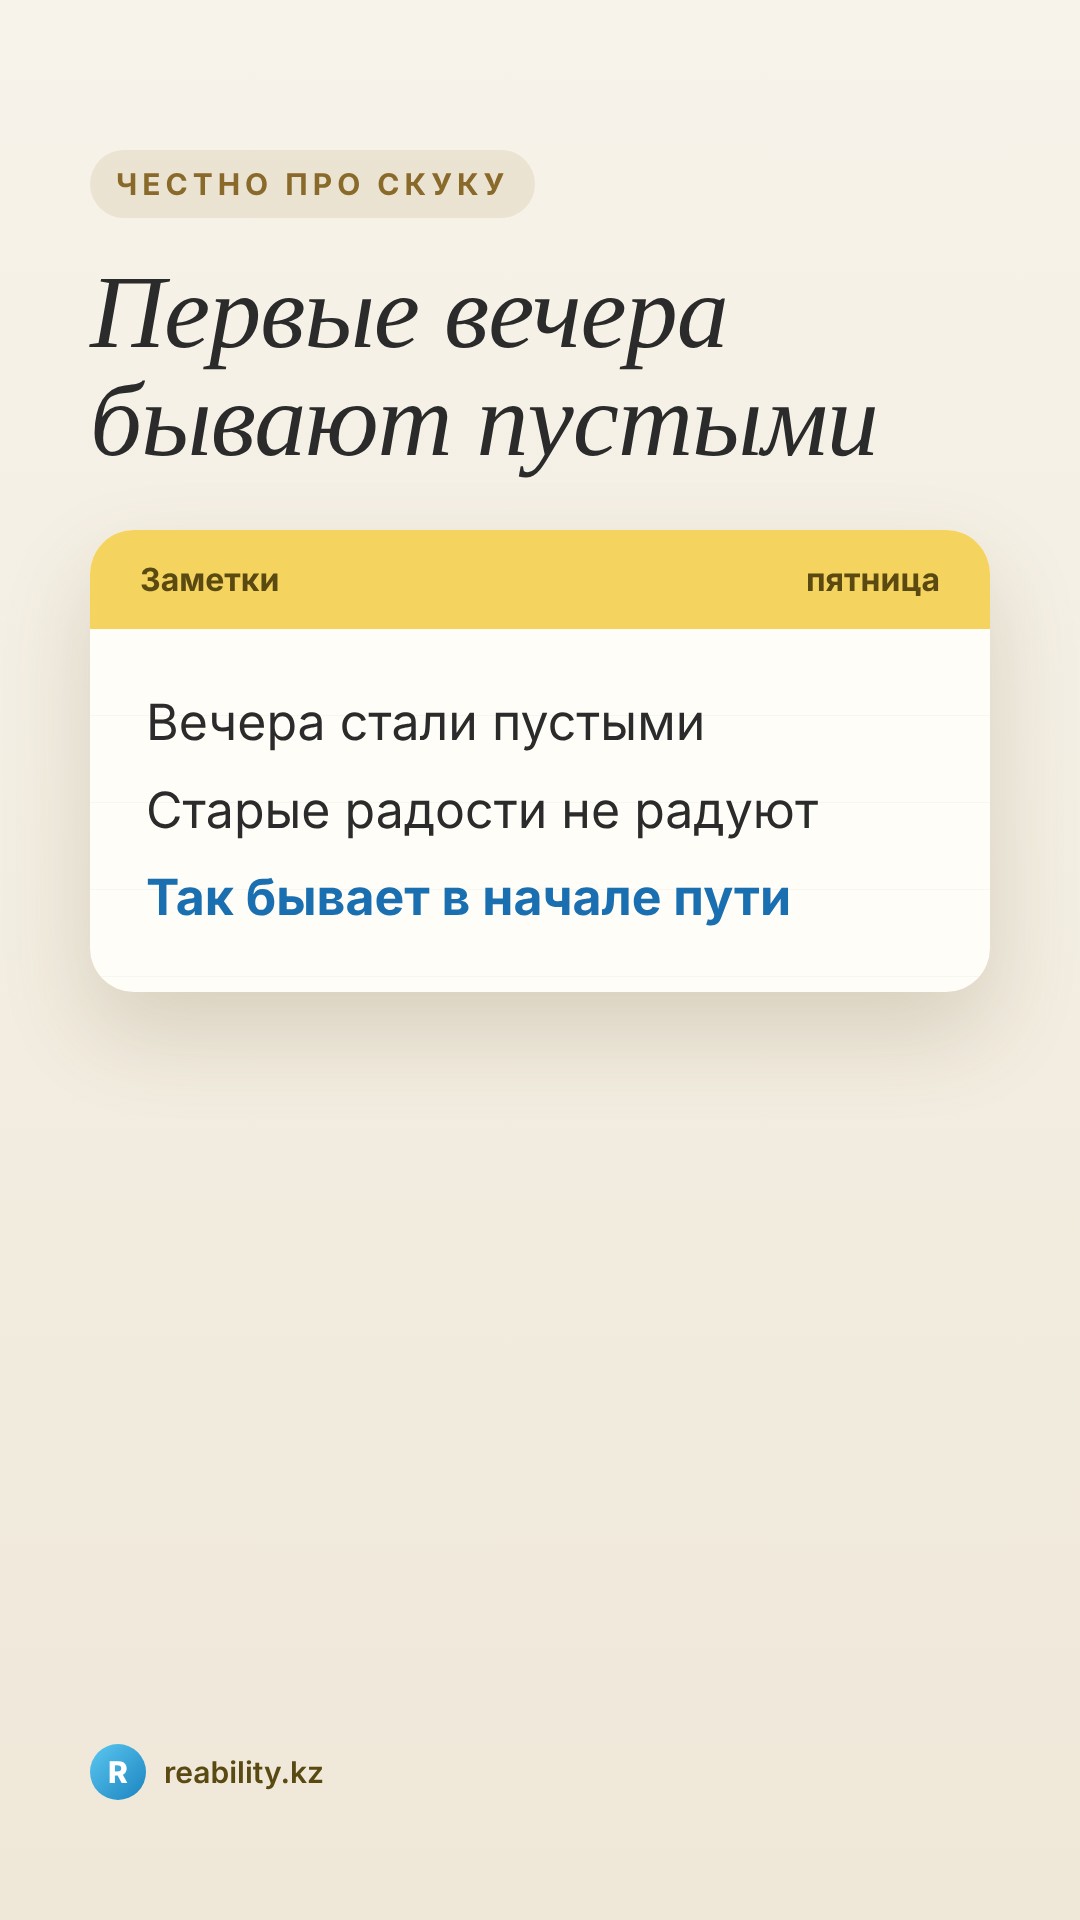 ЧЕСТНО ПРО СКУКУ
Первые вечера
бывают пустыми
Заметки
пятница
Вечера стали пустыми
Старые радости не радуют
Так бывает в начале пути
R
reability.kz